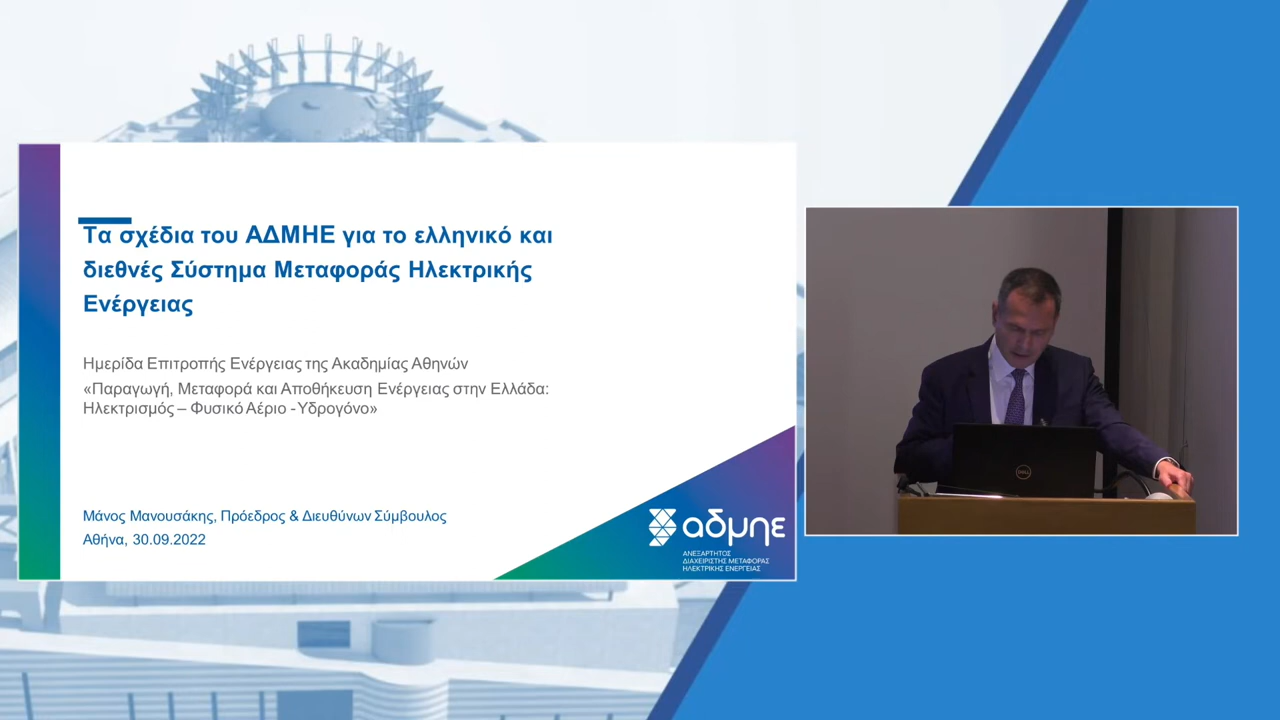 Τα σχέδια του ΑΔΜΗΕ για το ελληνικό και
διεθνές Σύστημα Μεταφοράς Ηλεκτρικής
Ενέργειας
Ημερίδα Επιτροπής Ενέργειας της Ακαδημίας Αθηνών
«Παραγωγή, Μεταφορά και Αποθήκευση Ενέργειας στην Ελλάδα:
Ηλεκτρισμός – Φυσικό Αέριο -Υδρογόνο»
Μάνος Μανουσάκης, Πρόεδρος & Διευθύνων Σύμβουλος
Αθήνα, 30.09.2022
αδμηε
ΑΝΕΞΑΡΤΗΤΟΣ
ΔΙΑΧΕΙΡΙΣΤΗΣ ΜΕΤΑΦΟΡΑΣ
ΗΛΕΚΤΡΙΚΗΣ ΕΝΕΡΓΕΙΑΣ
DELL